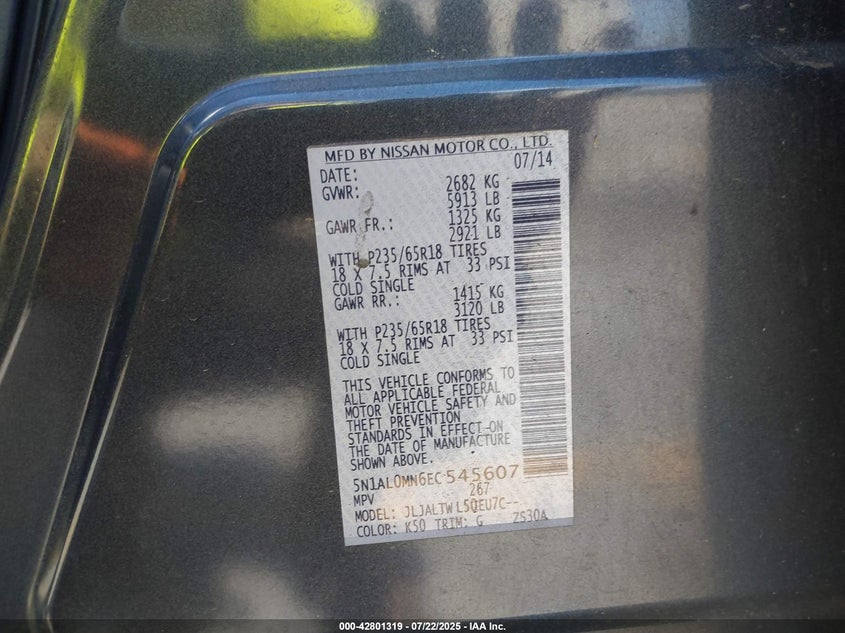 MFD BY NISSAN MOTOR CO., LTD.
DATE: 07/14
GVWR: 2682 KG
5913 LB
GAWR FR.: 1325 KG
2921 LB
WITH P235/65R18 TIRES
18 X 7.5 RIMS AT 33 PSI
COLD SINGLE
GAWR RR.: 1415 KG
3120 LB
WITH P235/65R18 TIRES
18 X 7.5 RIMS AT 33 PSI
COLD SINGLE
THIS VEHICLE CONFORMS TO
ALL APPLICABLE FEDERAL
MOTOR VEHICLE SAFETY AND
THEFT PREVENTION
STANDARDS IN EFFECT ON
THE DATE OF MANUFACTURE
SHOWN ABOVE.
5N1AL0MN6EC545607
MPV 267
MODEL: JLJALTWL5QEU7C--
COLOR: K50 TRIM: G ZS30A
000-42801319 - 07/22/2025 - IAA Inc.